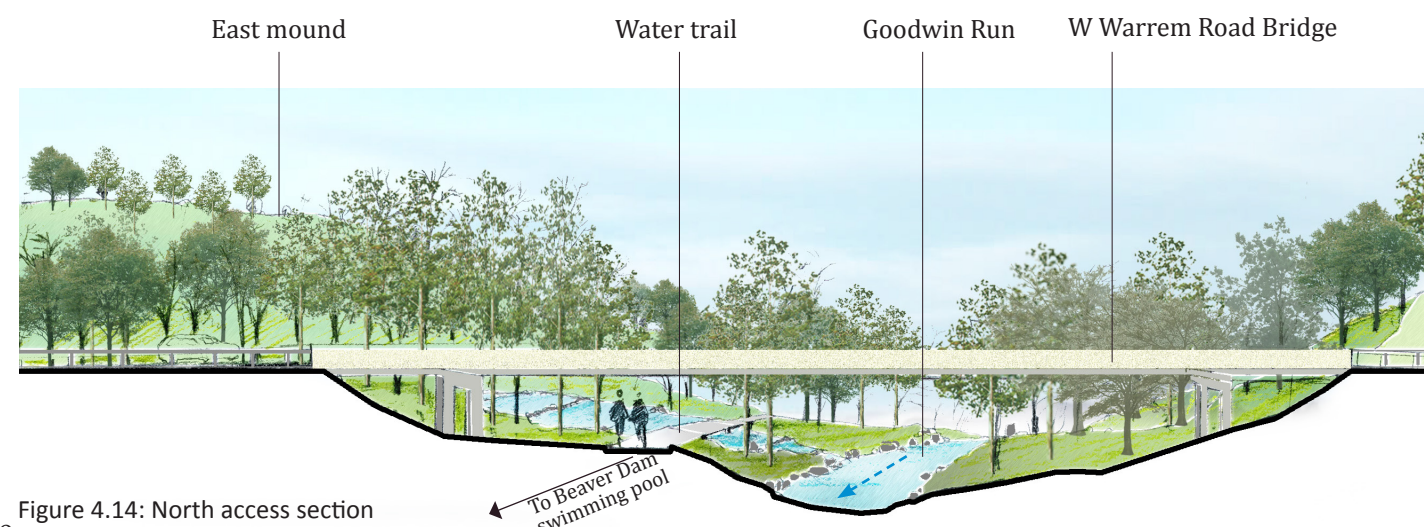 East mound
Water trail
Goodwin Run
W Warrem Road Bridge
To Beaver Dam
swimming pool
Figure 4.14: North access section